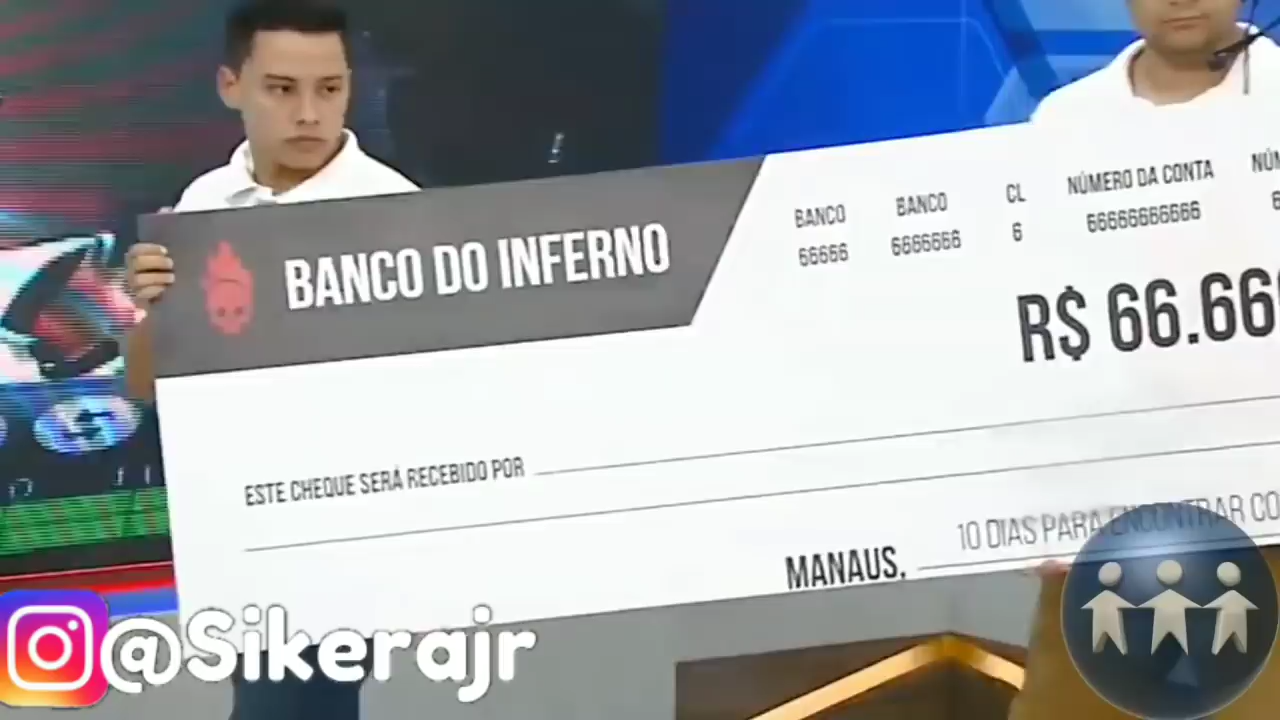 BANCO DO INFERNO
BANCO
66666
BANCO
6666666
CL
6
NÚMERO DA CONTA
66666666666
R$ 66.66
ESTE CHEQUE SERÁ RECEBIDO POR
MANAUS,
10 DIAS PARA ENCONTRAR
@Sikerajr